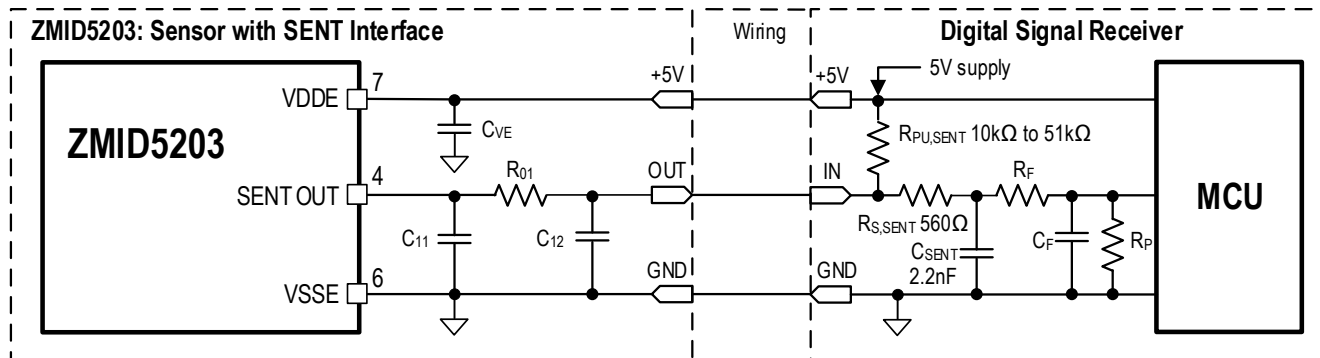 ZMID5203: Sensor with SENT Interface
Wiring
Digital Signal Receiver
7
VDDE
+5V
+5V
5V supply
CVE
ZMID5203
RPU,SENT 10kΩ to 51kΩ
4
SENT OUT
R01
OUT
IN
RF
MCU
RS,SENT 560Ω
C11
C12
CSENT
2.2nF
CF
RP
6
VSSE
GND
GND